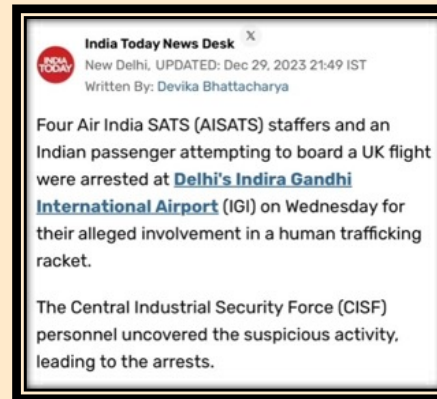 India Today News Desk X
INDIA
TODAY
New Delhi, UPDATED: Dec 29, 2023 21:49 IST
Written By: Devika Bhattacharya
Four Air India SATS (AISATS) staffers and an
Indian passenger attempting to board a UK flight
were arrested at Delhi's Indira Gandhi
International Airport (IGI) on Wednesday for
their alleged involvement in a human trafficking
racket.
The Central Industrial Security Force (CISF)
personnel uncovered the suspicious activity,
leading to the arrests.